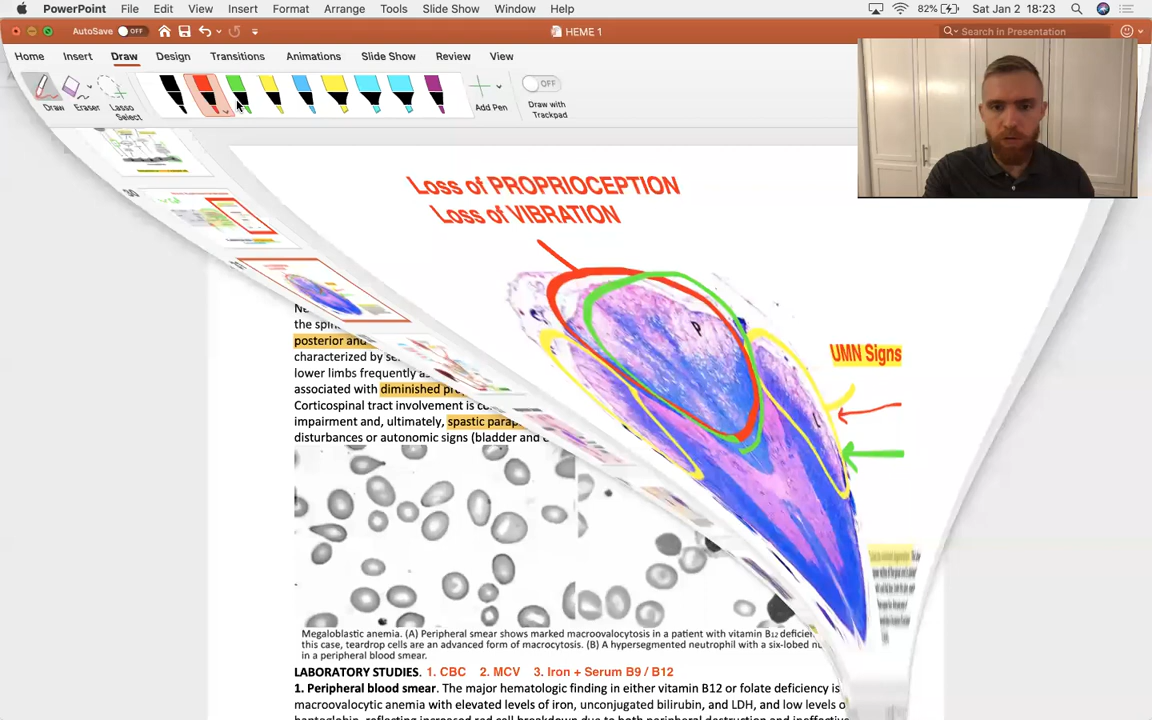 PowerPoint File Edit View Insert Format Arrange Tools Slide Show Window Help 82% Sat Jan 2 18:23
AutoSave OFF HEME 1 Search in Presentation
Home Insert Draw Design Transitions Animations Slide Show Review View
Draw Eraser Lasso Select Add Pen OFF Draw with Trackpad
Loss of PROPRIOCEPTION
Loss of VIBRATION
UMN Signs
the spin
posterior and
characterized by se
lower limbs frequently as
associated with diminished pro
Corticospinal tract involvement is co
impairment and, ultimately, spastic parap
disturbances or autonomic signs (bladder and
Megaloblastic anemia. (A) Peripheral smear shows marked macroovalocytosis in a patient with vitamin B12 deficien
this case, teardrop cells are an advanced form of macrocytosis. (B) A hypersegmented neutrophil with a six-lobed nu
in a peripheral blood smear.
LABORATORY STUDIES. 1. CBC 2. MCV 3. Iron + Serum B9 / B12
1. Peripheral blood smear. The major hematologic finding in either vitamin B12 or folate deficiency is
macroovalocytic anemia with elevated levels of iron, unconjugated bilirubin, and LDH, and low levels o